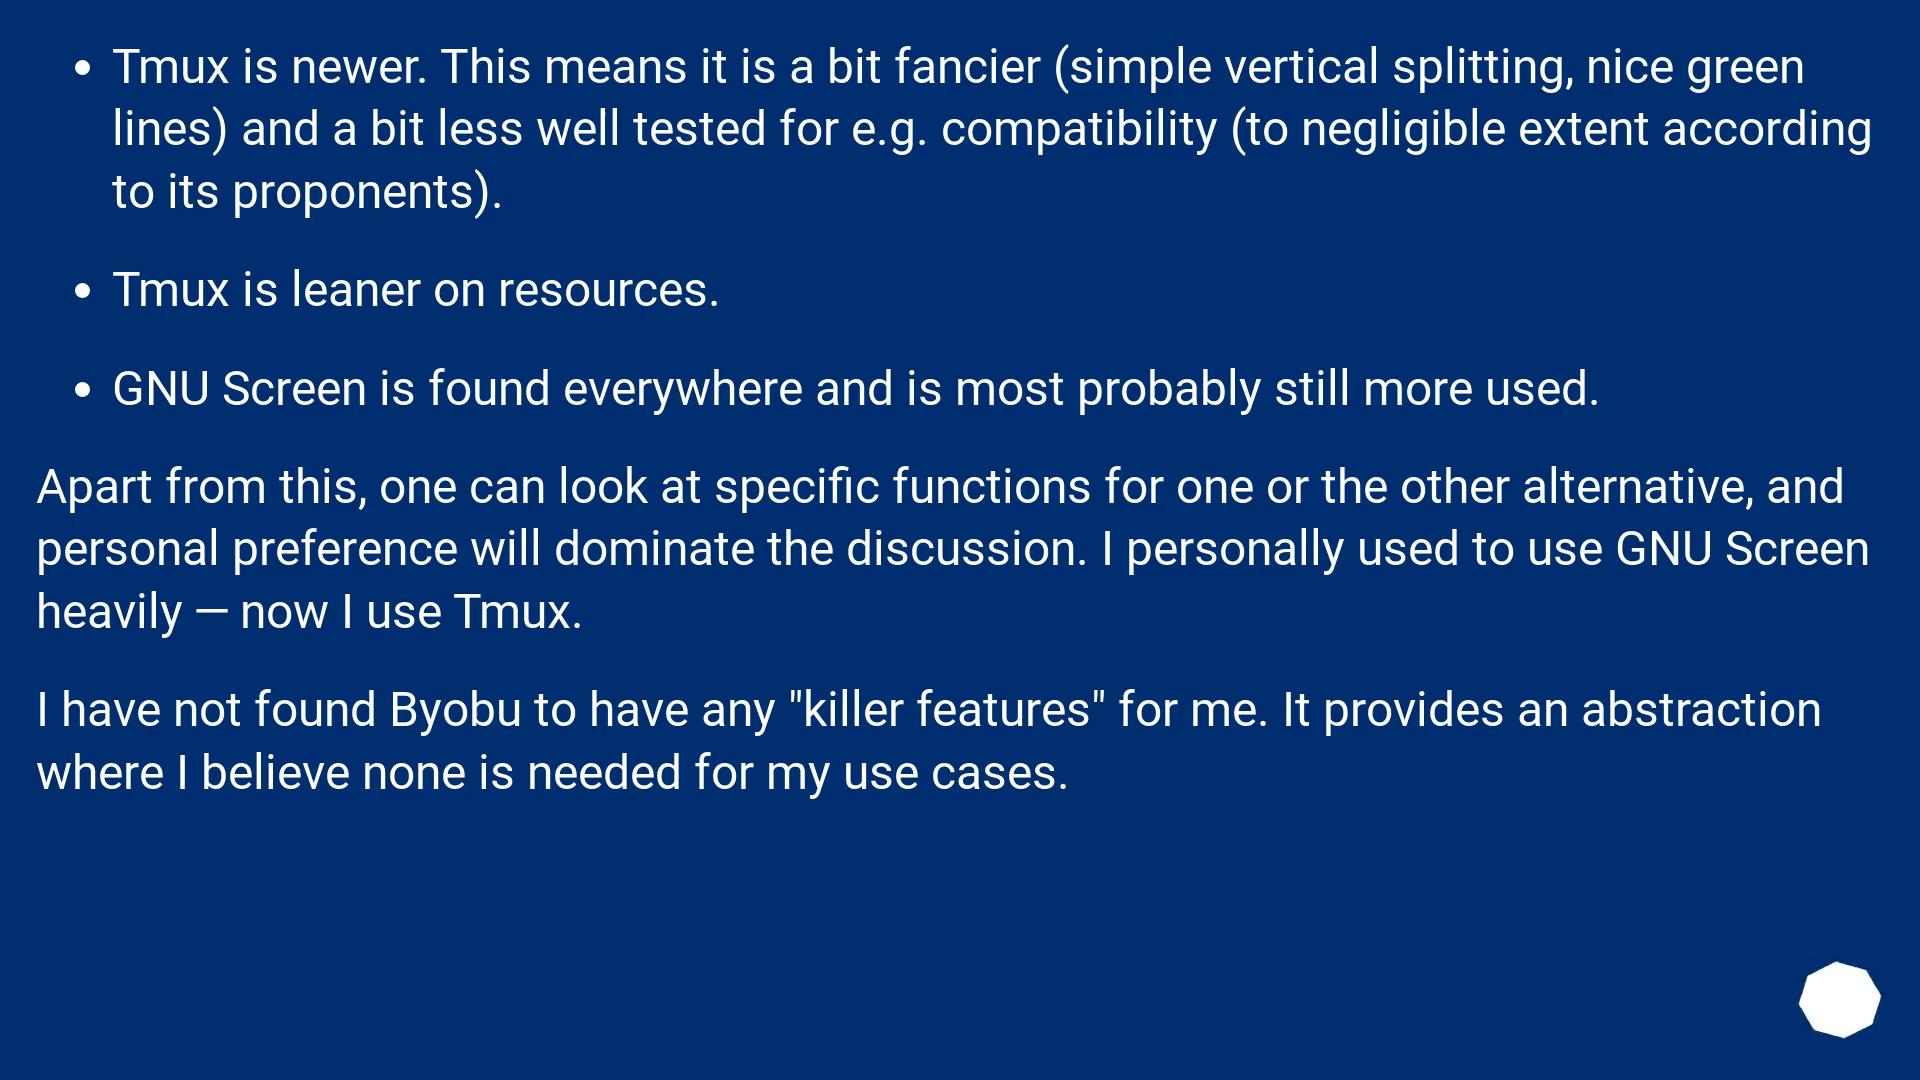 • Tmux is newer. This means it is a bit fancier (simple vertical splitting, nice green
lines) and a bit less well tested for e.g. compatibility (to negligible extent according
to its proponents).
• Tmux is leaner on resources.
• GNU Screen is found everywhere and is most probably still more used.
Apart from this, one can look at specific functions for one or the other alternative, and
personal preference will dominate the discussion. I personally used to use GNU Screen
heavily — now I use Tmux.
I have not found Byobu to have any "killer features" for me. It provides an abstraction
where I believe none is needed for my use cases.